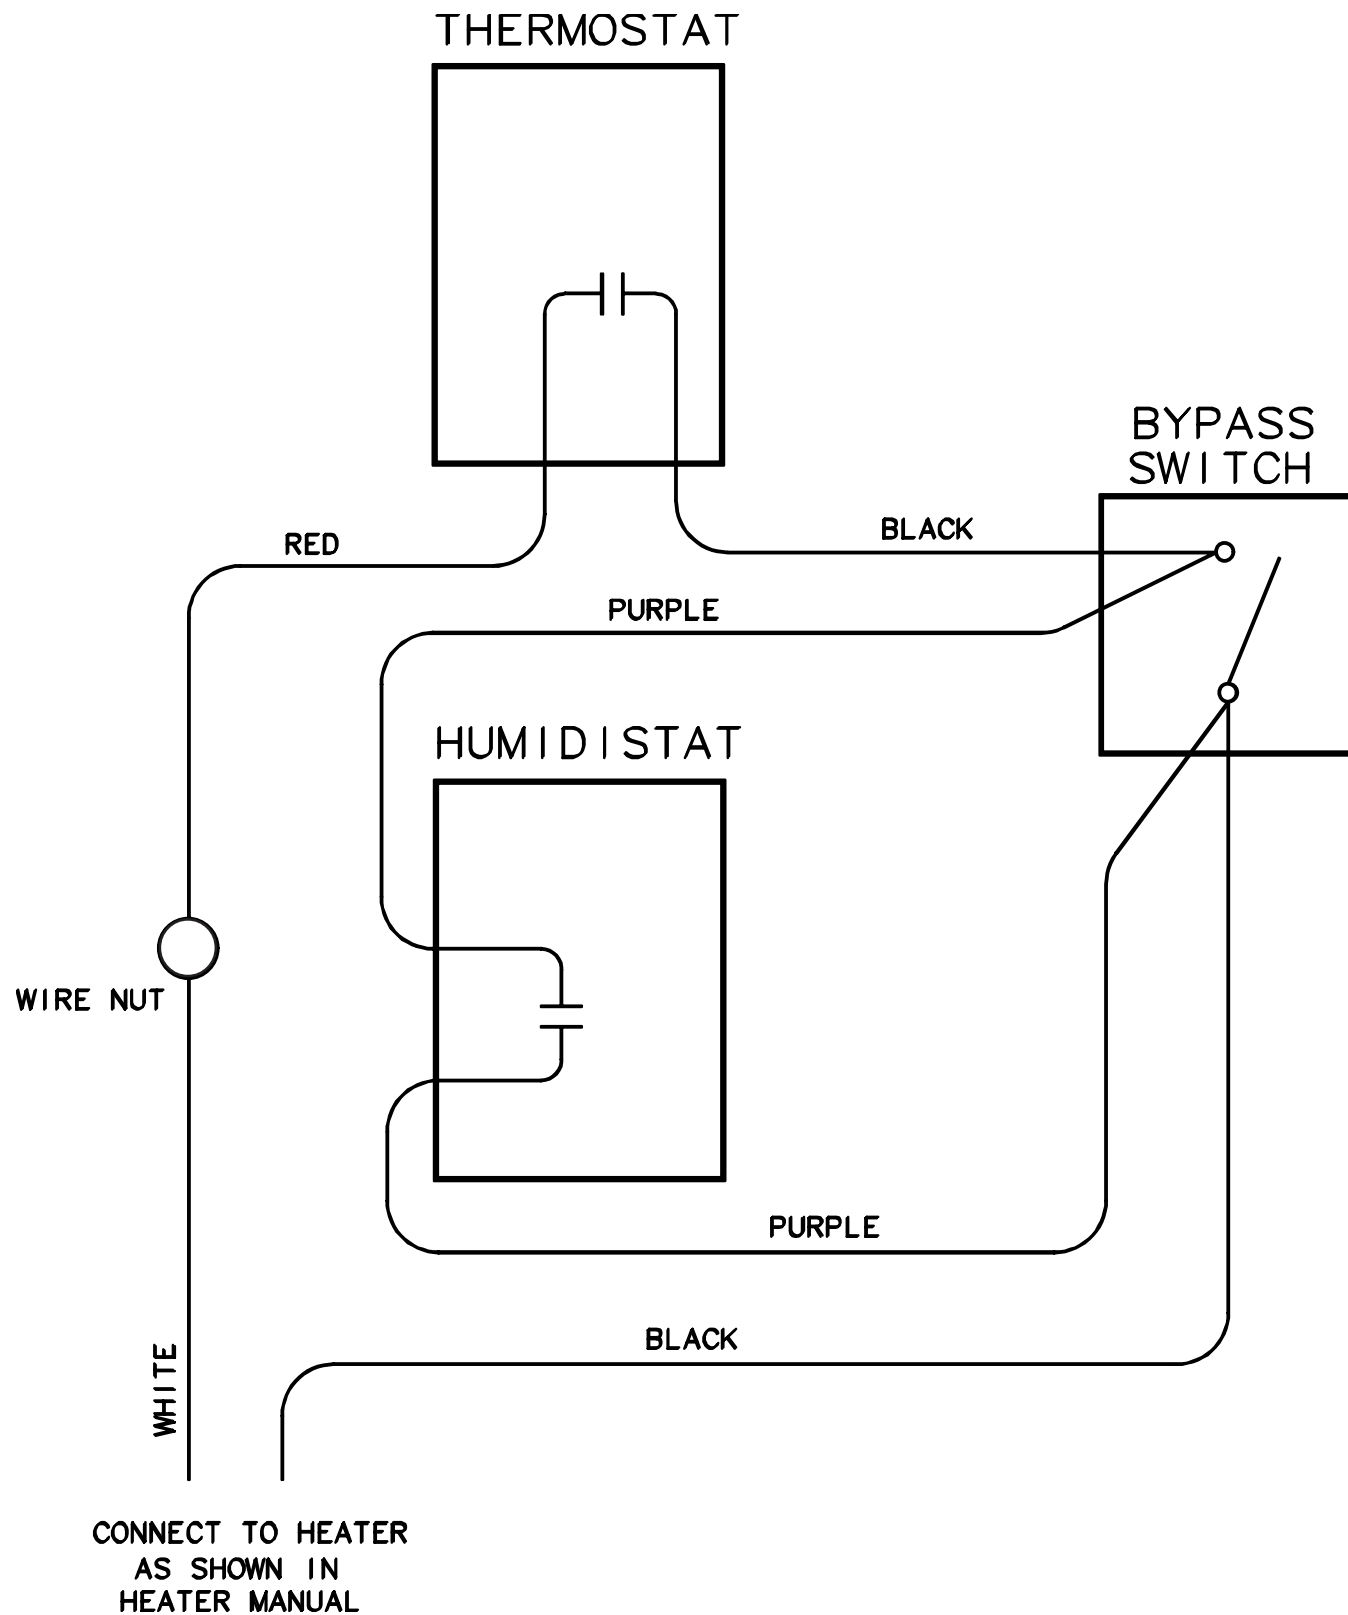 THERMOSTAT
BYPASS
SWITCH
BLACK
RED
PURPLE
HUMIDISTAT
WIRE NUT
PURPLE
BLACK
WHITE
CONNECT TO HEATER
AS SHOWN IN
HEATER MANUAL